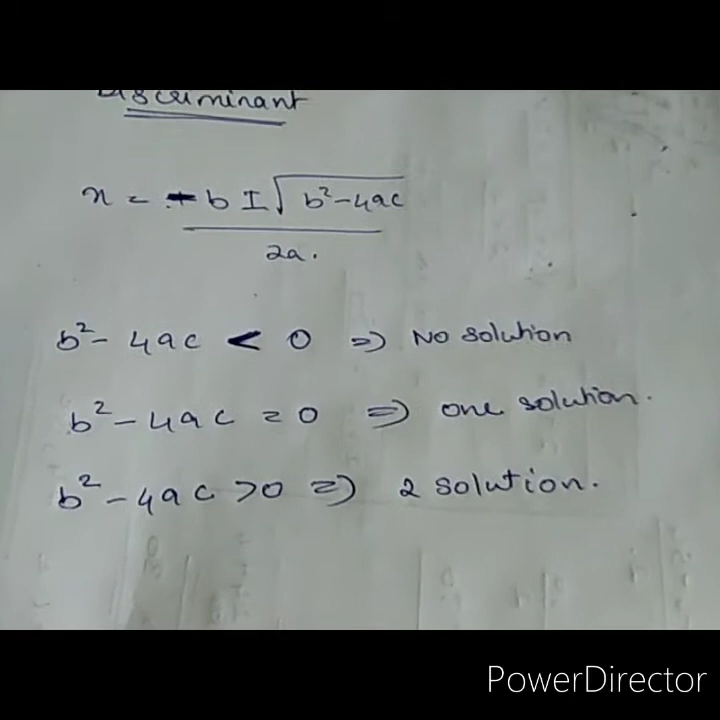 Discriminant
x = -b ± √b²-4ac
2a.
b²- 4ac < 0 => No solution
b²-4ac = 0 => one solution.
b²-4ac >0 => 2 solution.
PowerDirector